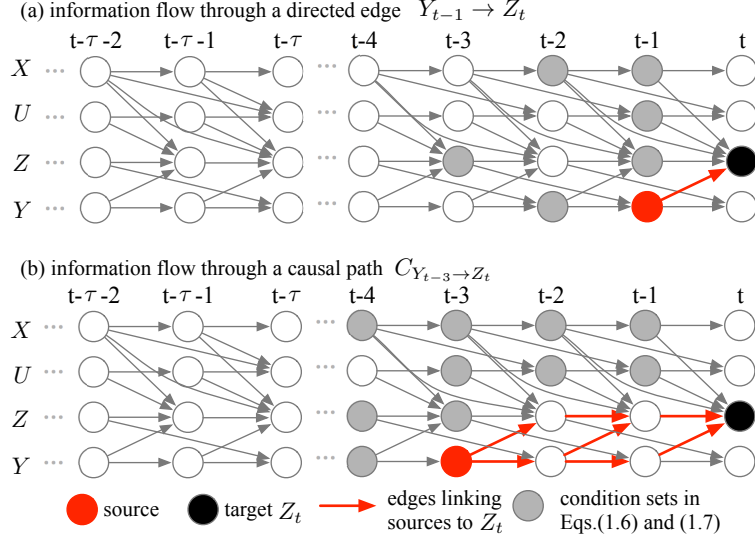 (a) information flow through a directed edge Y_{t−1} → Z_t
t-τ-2 t-τ-1 t-τ t-4 t-3 t-2 t-1 t
X ... ...
U ...
Z ...
Y ... ...
(b) information flow through a causal path C_{Y_{t−3}→Z_t}
t-τ-2 t-τ-1 t-τ t-4 t-3 t-2 t-1 t
X ... ...
U ...
Z ...
Y ... ...
source target Z_t edges linking sources to Z_t condition sets in Eqs.(1.6) and (1.7)